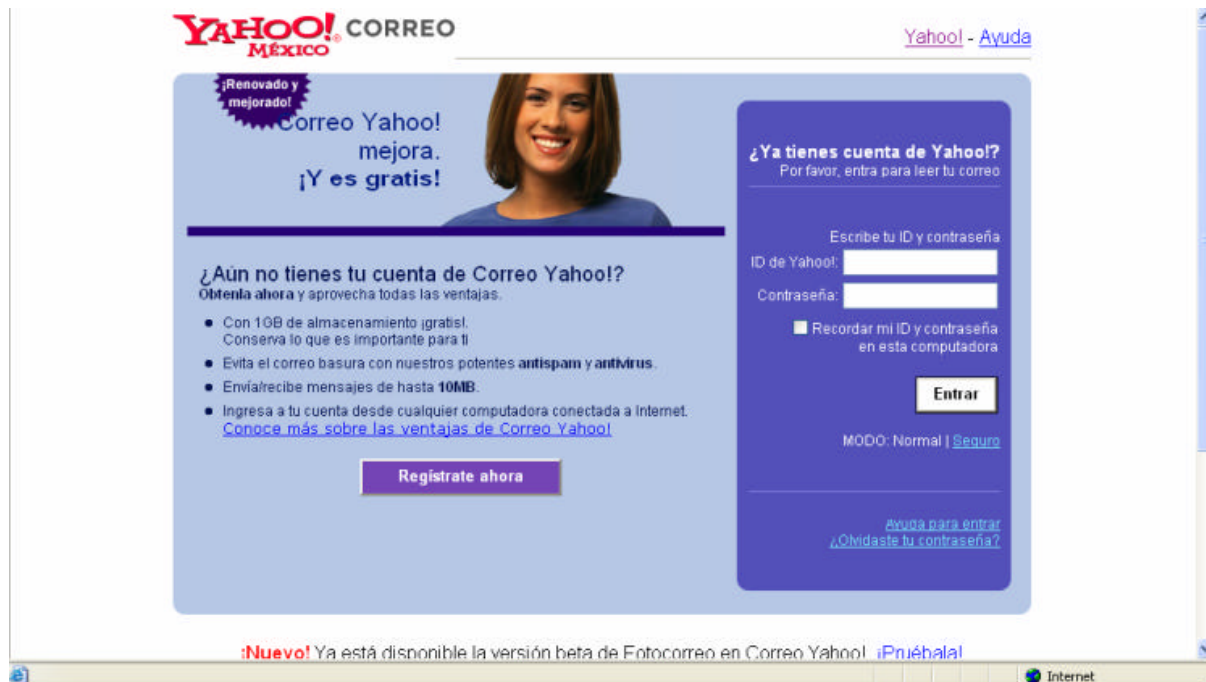 YAHOO! CORREO
MÉXICO
Yahoo! - Ayuda
¡Renovado y
mejorado!
Correo Yahoo!
mejora.
¡Y es gratis!
¿Aún no tienes tu cuenta de Correo Yahoo!?
Obtenla ahora y aprovecha todas las ventajas.
• Con 1GB de almacenamiento ¡gratis!.
Conserva lo que es importante para ti
• Evita el correo basura con nuestros potentes antispam y antivirus.
• Envía/recibe mensajes de hasta 10MB.
• Ingresa a tu cuenta desde cualquier computadora conectada a Internet.
Conoce más sobre las ventajas de Correo Yahoo!
Regístrate ahora
¿Ya tienes cuenta de Yahoo!?
Por favor, entra para leer tu correo
Escribe tu ID y contraseña
ID de Yahoo!:
Contraseña:
Recordar mi ID y contraseña
en esta computadora
Entrar
MODO: Normal | Seguro
Ayuda para entrar
¿Olvidaste tu contraseña?
¡Nuevo! Ya está disponible la versión beta de Fotocorreo en Correo Yahoo! ¡Pruébala!
Internet